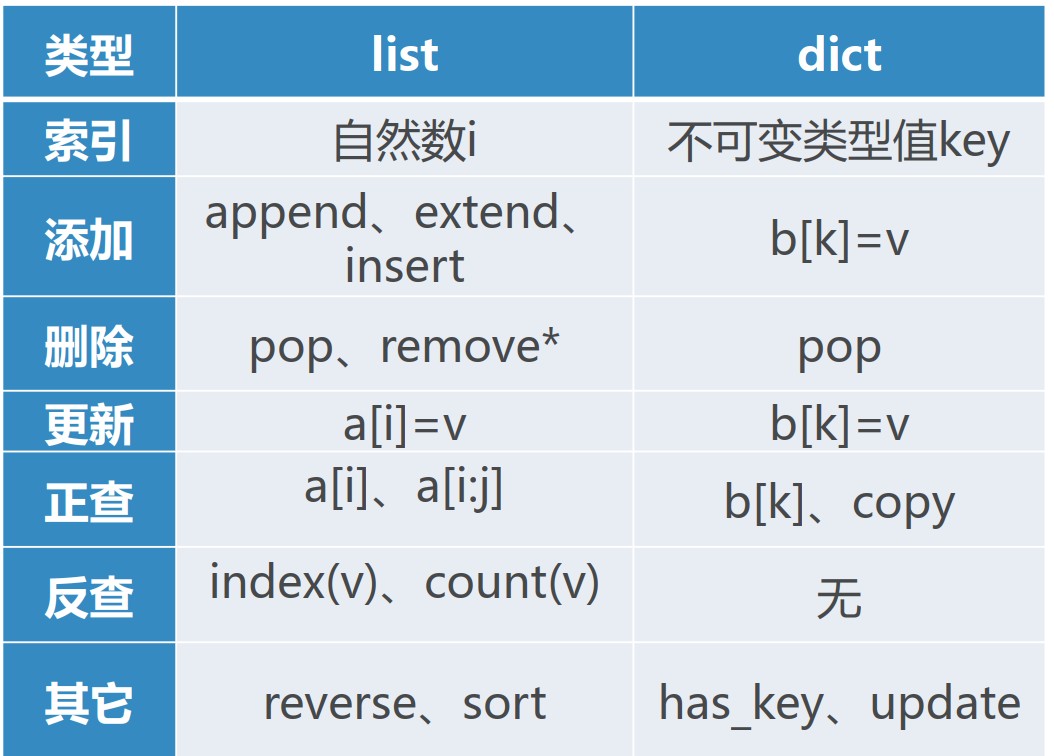 类型 list dict
索引 自然数i 不可变类型值key
添加 append、extend、 b[k]=v
insert
删除 pop、remove* pop
更新 a[i]=v b[k]=v
正查 a[i]、a[i:j] b[k]、copy
反查 index(v)、count(v) 无
其它 reverse、sort has_key、update